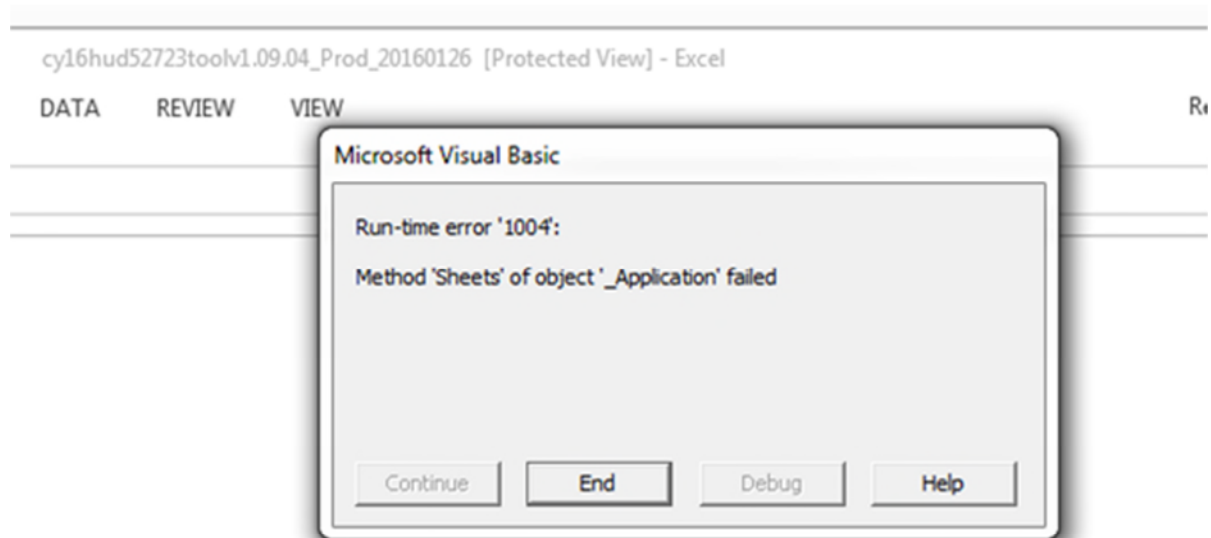 cy16hud52723toolv1.09.04_Prod_20160126 [Protected View] - Excel
DATA REVIEW VIEW
Microsoft Visual Basic
Run-time error '1004':
Method 'Sheets' of object '_Application' failed
Continue End Debug Help